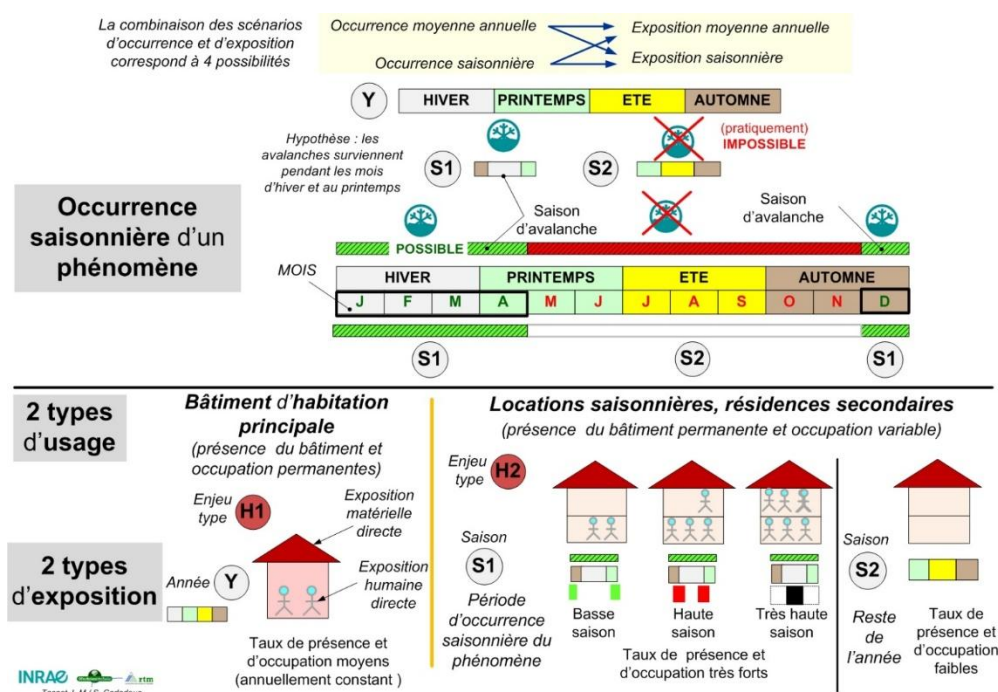 La combinaison des scénarios
d'occurrence et d'exposition
correspond à 4 possibilités
Occurrence moyenne annuelle
Exposition moyenne annuelle
Occurrence saisonnière
Exposition saisonnière
Y
HIVER
PRINTEMPS
ETE
AUTOMNE
Hypothèse : les
avalanches surviennent
pendant les mois
d'hiver et au printemps
S1
S2
(pratiquement)
IMPOSSIBLE
Occurrence
saisonnière d'un
phénomène
Saison
d'avalanche
Saison
d'avalanche
POSSIBLE
MOIS
HIVER
PRINTEMPS
ETE
AUTOMNE
J F M A M J J A S O N D
S1
S2
S1
2 types
d'usage
Bâtiment d'habitation
principale
(présence du bâtiment et
occupation permanentes)
Locations saisonnières, résidences secondaires
(présence du bâtiment permanente et occupation variable)
2 types
d'exposition
Enjeu
type
H1
Exposition
matérielle
directe
Année
Y
Exposition
humaine
directe
Taux de présence et
d'occupation moyens
(annuellement constant )
Enjeu
type
H2
Saison
S1
Période
d'occurrence
saisonnière du
phénomène
Basse
saison
Haute
saison
Très haute
saison
Taux de présence et
d'occupation très forts
Saison
S2
Reste
de
l'année
Taux de
présence et
d'occupation
faibles
INRAE
rtm